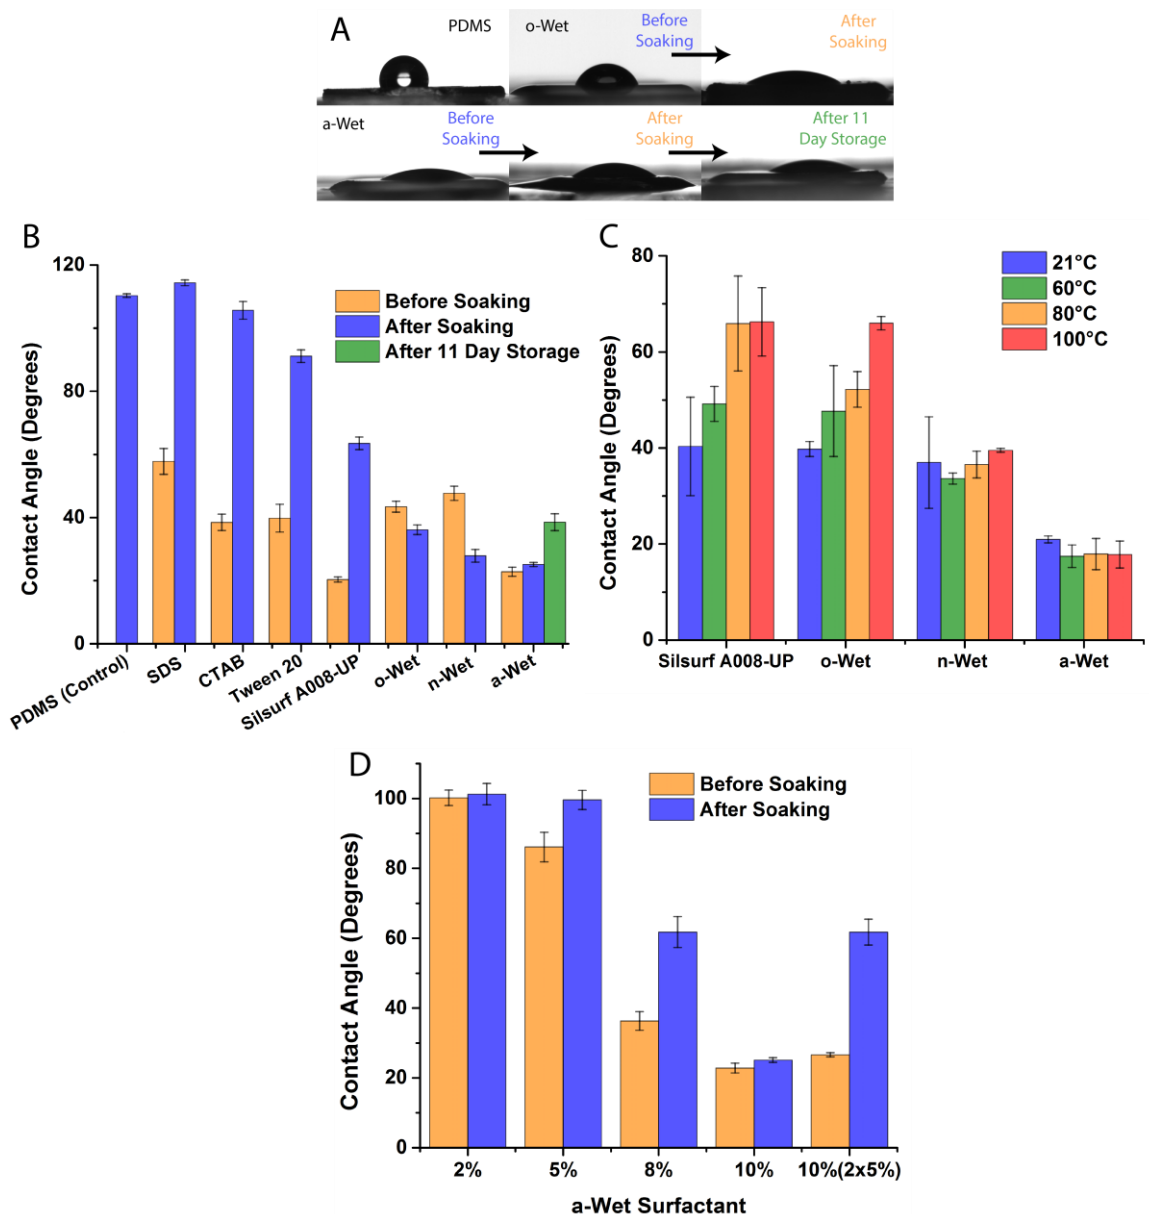 A
PDMS
o-Wet
Before
Soaking
After
Soaking
a-Wet
Before
Soaking
After
Soaking
After 11
Day Storage
B
Contact Angle (Degrees)
120
80
40
0
Before Soaking
After Soaking
After 11 Day Storage
PDMS (Control)
SDS
CTAB
Tween 20
Silsurf A008-UP
o-Wet
n-Wet
a-Wet
C
Contact Angle (Degrees)
80
60
40
20
0
21°C
60°C
80°C
100°C
Silsurf A008-UP
o-Wet
n-Wet
a-Wet
D
Contact Angle (Degrees)
100
80
60
40
20
0
Before Soaking
After Soaking
2%
5%
8%
10%
10%(2x5%)
a-Wet Surfactant